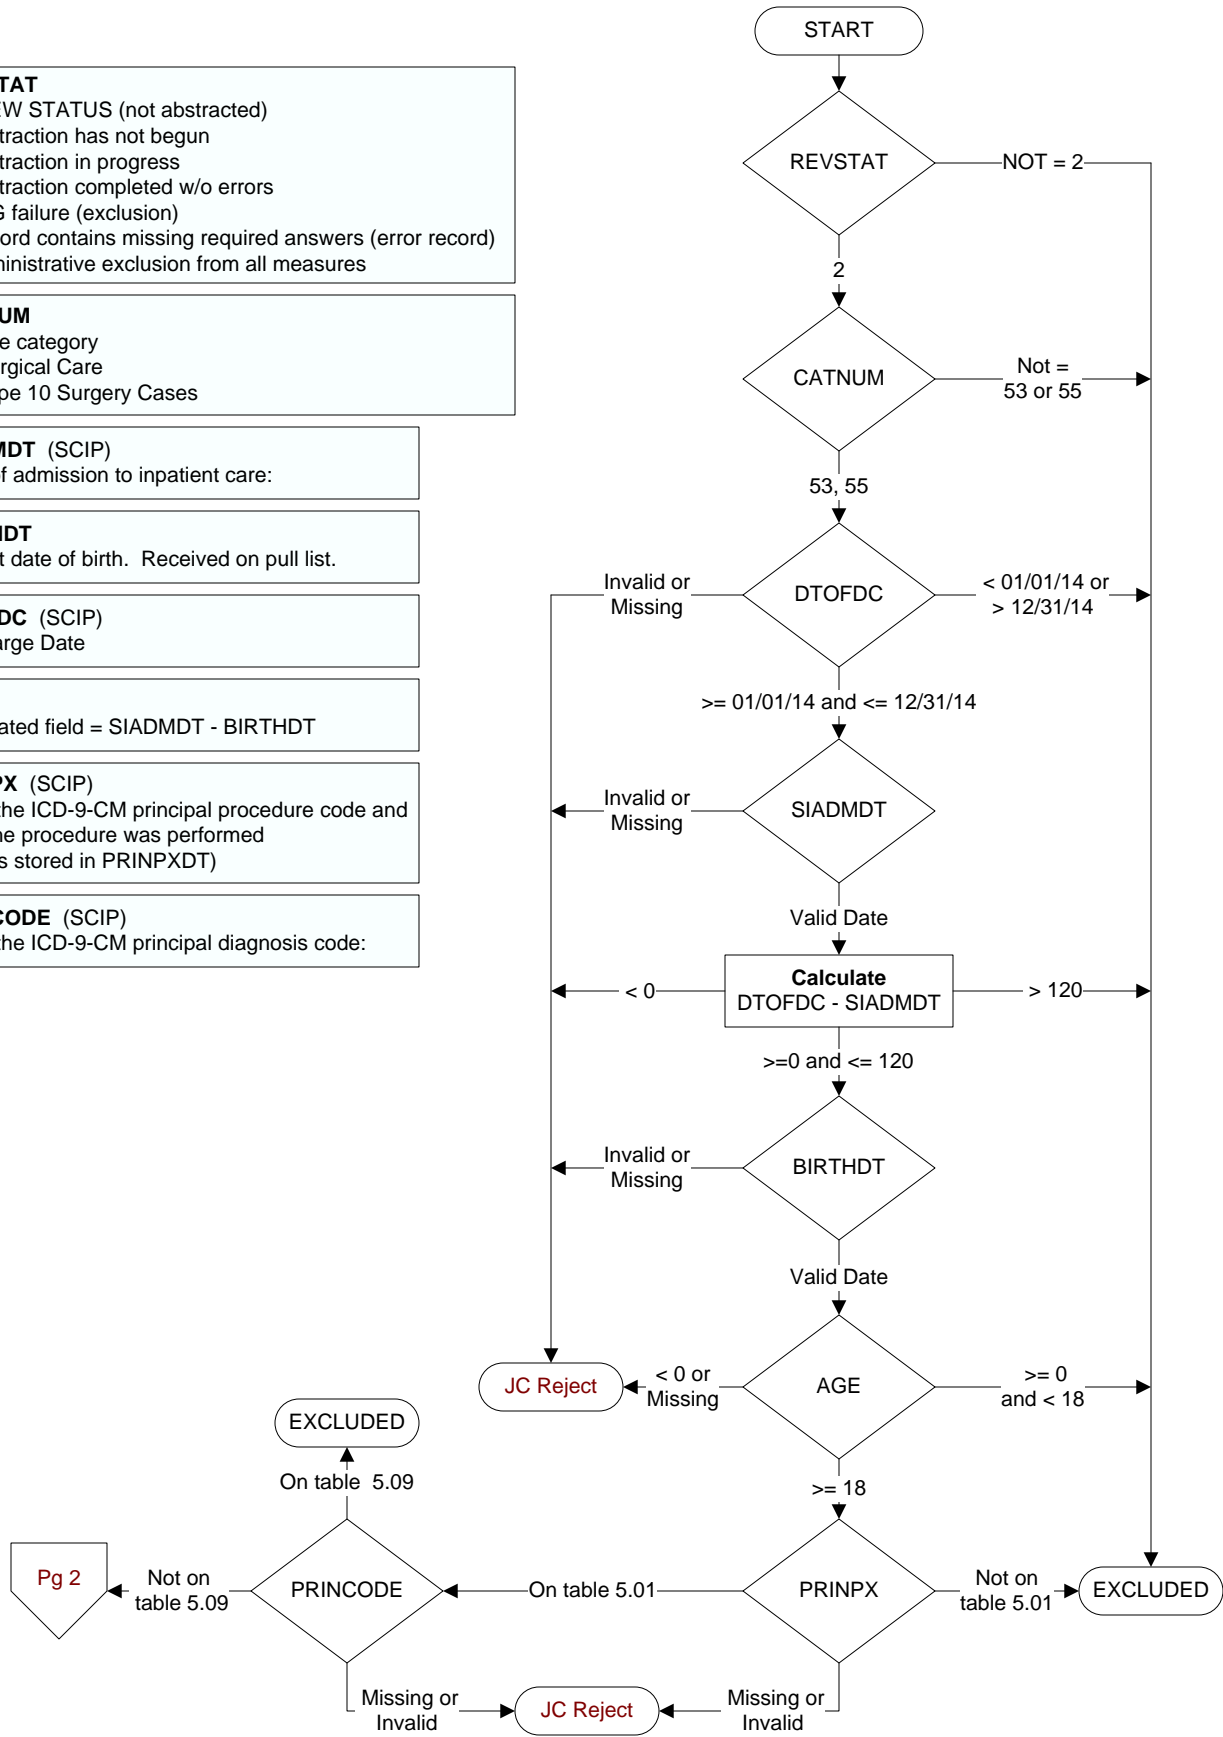 TAT
EW STATUS (not abstracted)
traction has not begun
traction in progress
traction completed w/o errors
G failure (exclusion)
ord contains missing required answers (error record)
ministrative exclusion from all measures
UM
e category
rgical Care
pe 10 Surgery Cases
MDT (SCIP)
of admission to inpatient care:
HDT
t date of birth. Received on pull list.
DC (SCIP)
arge Date
ated field = SIADMDT - BIRTHDT
PX (SCIP)
the ICD-9-CM principal procedure code and
he procedure was performed
s stored in PRINPXDT)
CODE (SCIP)
the ICD-9-CM principal diagnosis code:
START
REVSTAT
NOT = 2
2
CATNUM
Not =
53 or 55
53, 55
Invalid or
Missing
DTOFDC
< 01/01/14 or
> 12/31/14
>= 01/01/14 and <= 12/31/14
Invalid or
Missing
SIADMDT
Valid Date
< 0
Calculate
DTOFDC - SIADMDT
> 120
>=0 and <= 120
Invalid or
Missing
BIRTHDT
Valid Date
JC Reject
< 0 or
Missing
AGE
>= 0
and < 18
EXCLUDED
On table 5.09
>= 18
Pg 2
Not on
table 5.09
PRINCODE
On table 5.01
PRINPX
Not on
table 5.01
EXCLUDED
Missing or
Invalid
JC Reject
Missing or
Invalid